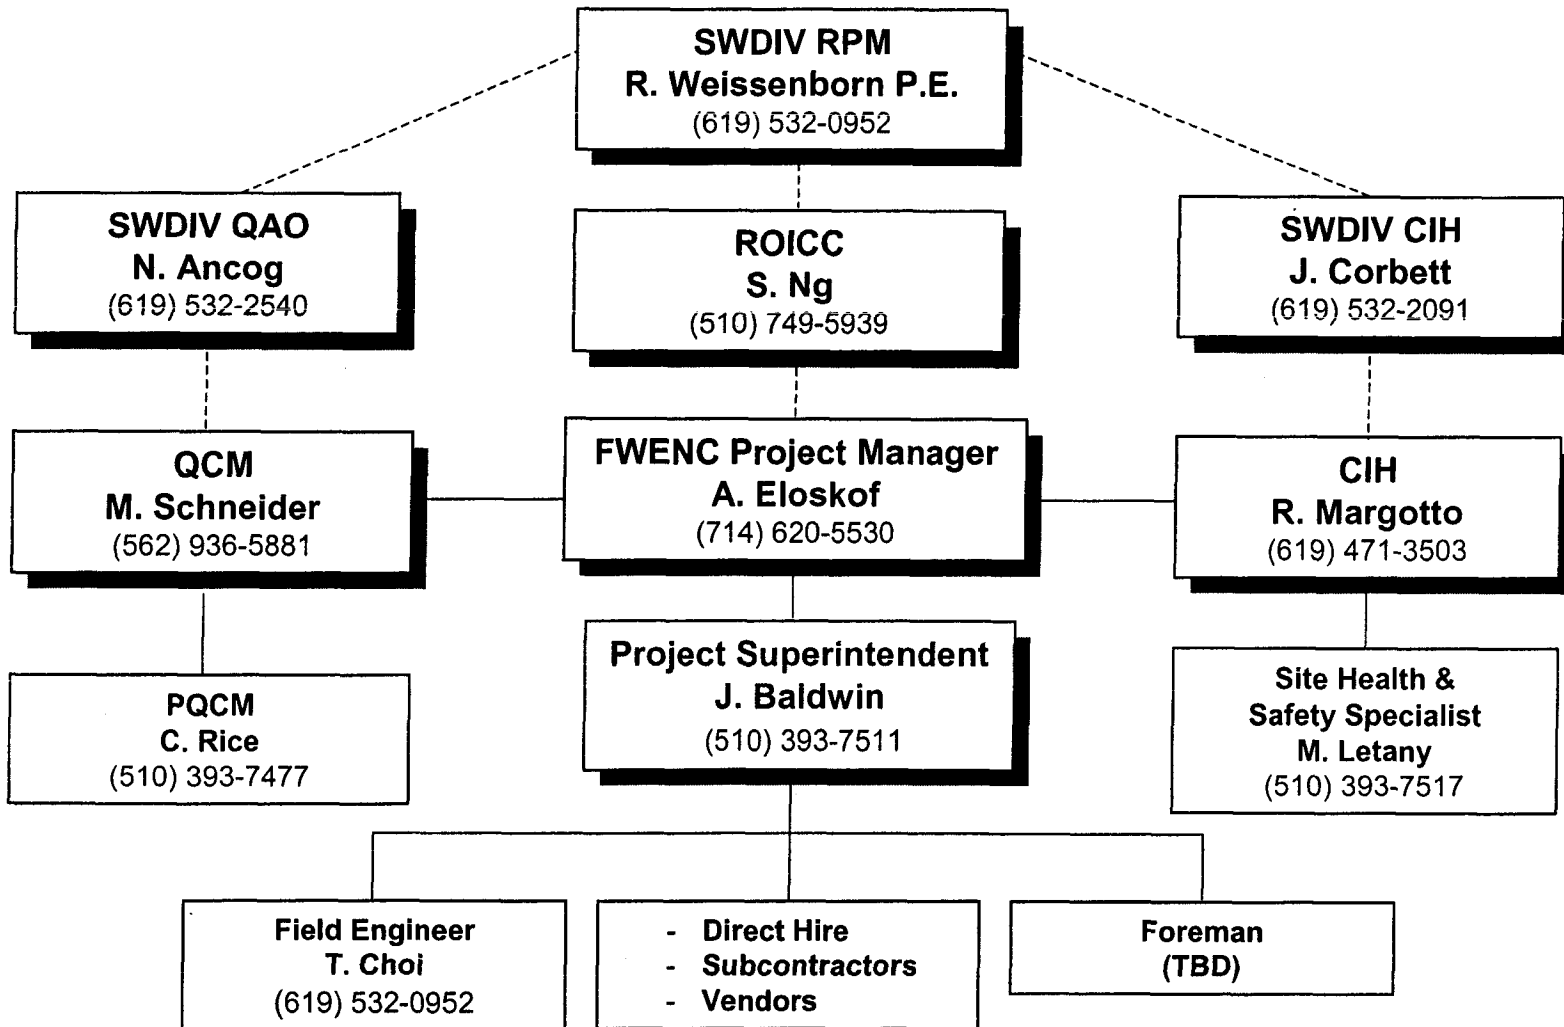 SWDIV RPM
R. Weissenborn P.E.
(619) 532-0952
SWDIV QAO
N. Ancog
(619) 532-2540
ROICC
S. Ng
(510) 749-5939
SWDIV CIH
J. Corbett
(619) 532-2091
QCM
M. Schneider
(562) 936-5881
FWENC Project Manager
A. Eloskof
(714) 620-5530
CIH
R. Margotto
(619) 471-3503
PQCM
C. Rice
(510) 393-7477
Project Superintendent
J. Baldwin
(510) 393-7511
Site Health &
Safety Specialist
M. Letany
(510) 393-7517
Field Engineer
T. Choi
(619) 532-0952
- Direct Hire
- Subcontractors
- Vendors
Foreman
(TBD)